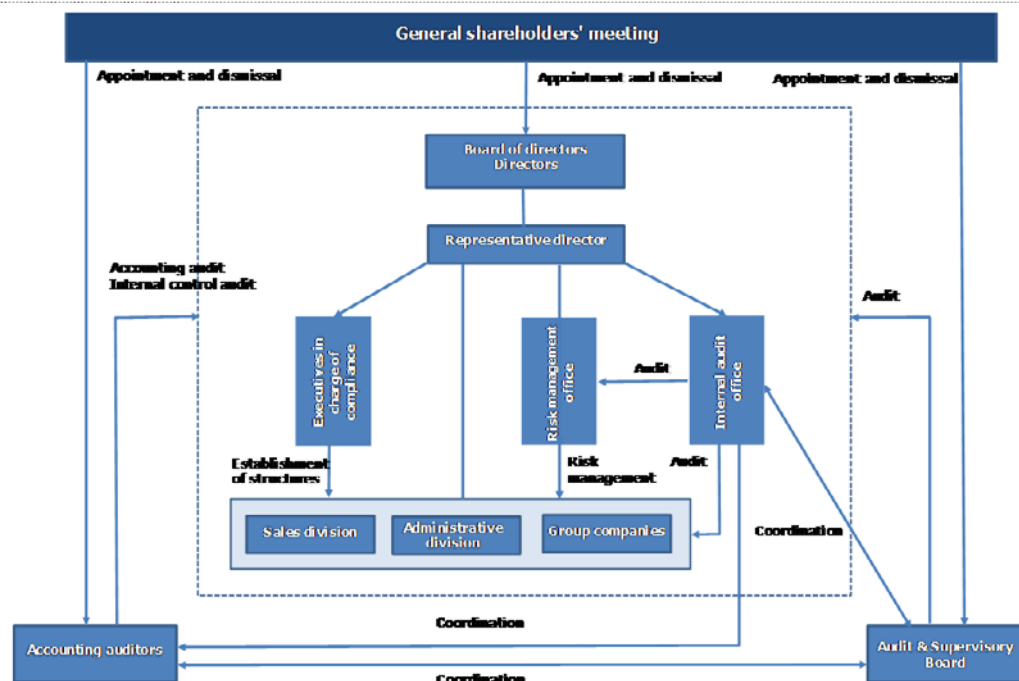 General shareholders' meeting
Appointment and dismissal
Appointment and dismissal
Appointment and dismissal
Board of directors
Directors
Representative director
Accounting audit
Internal control audit
Audit
Executives in
charge of
compliance
Risk management
office
Audit
Internal audit
office
Establishment
of structures
Risk
management
Audit
Sales division
Administrative
division
Group companies
Coordination
Coordination
Accounting auditors
Audit & Supervisory
Board
Coordination